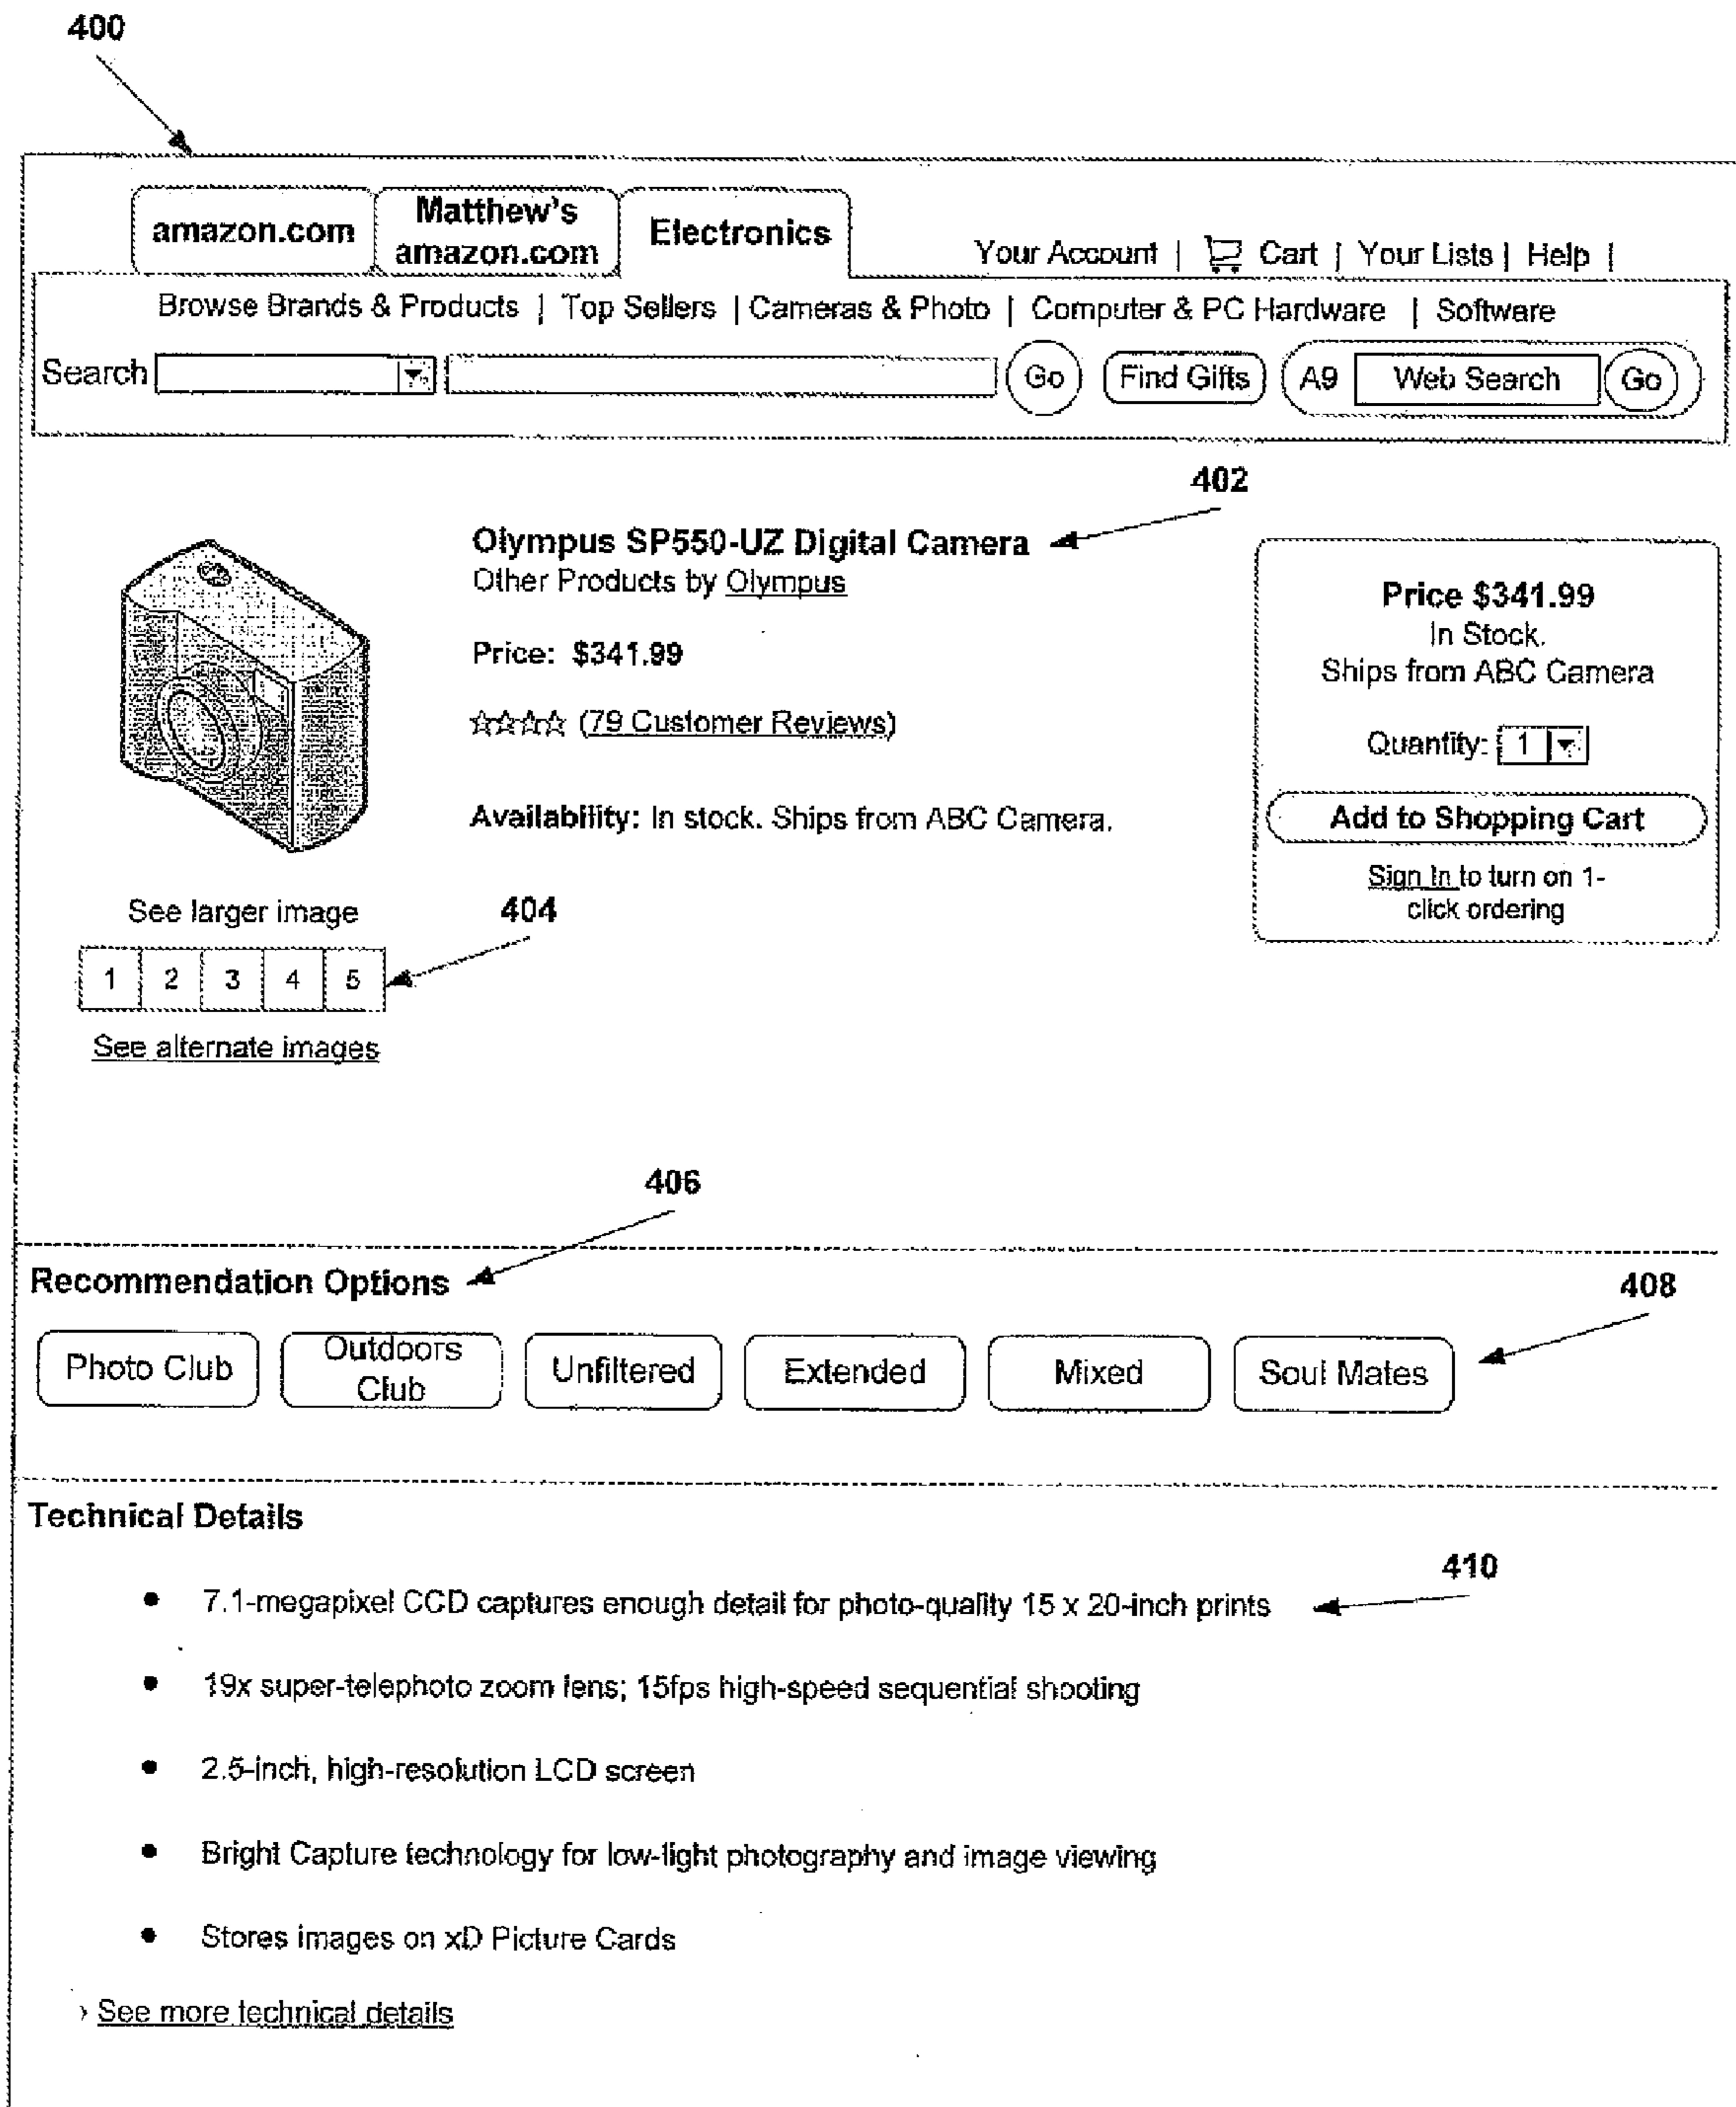 400
amazon.com
Matthew's
amazon.com
Electronics
Your Account | Cart | Your Lists | Help |
Browse Brands & Products | Top Sellers | Cameras & Photo | Computer & PC Hardware | Software
Search Go Find Gifts A9 Web Search Go
402
Olympus SP550-UZ Digital Camera
Other Products by Olympus
Price: $341.99
☆☆☆☆ (79 Customer Reviews)
Availability: In stock. Ships from ABC Camera.
Price $341.99
In Stock.
Ships from ABC Camera
Quantity: 1
Add to Shopping Cart
Sign In to turn on 1-
click ordering
See larger image
404
1 2 3 4 5
See alternate images
406
Recommendation Options
408
Photo Club
Outdoors
Club
Unfiltered
Extended
Mixed
Soul Mates
Technical Details
410
• 7.1-megapixel CCD captures enough detail for photo-quality 15 x 20-inch prints
• 19x super-telephoto zoom lens; 15fps high-speed sequential shooting
• 2.5-inch, high-resolution LCD screen
• Bright Capture technology for low-light photography and image viewing
• Stores images on xD Picture Cards
› See more technical details